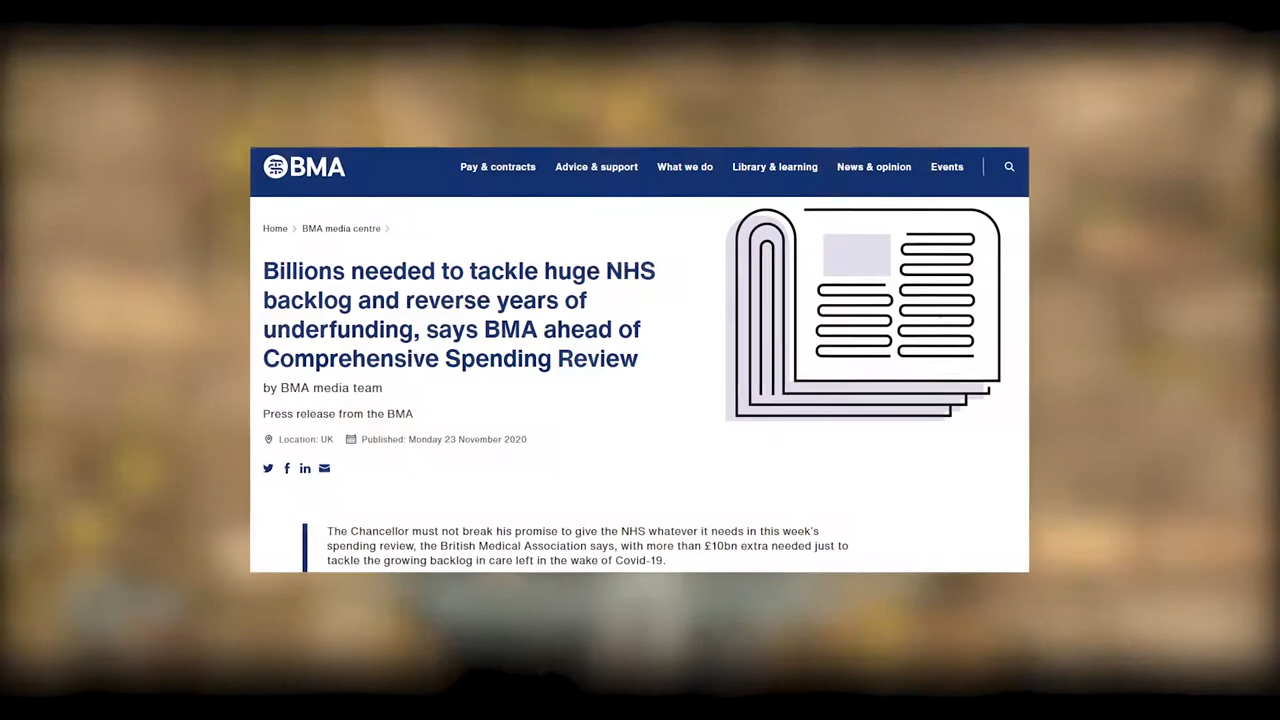 BMA
Pay & contracts
Advice & support
What we do
Library & learning
News & opinion
Events
Home
BMA media centre
Billions needed to tackle huge NHS
backlog and reverse years of
underfunding, says BMA ahead of
Comprehensive Spending Review
by BMA media team
Press release from the BMA
Location: UK
Published: Monday 23 November 2020
The Chancellor must not break his promise to give the NHS whatever it needs in this week's
spending review, the British Medical Association says, with more than £10bn extra needed just to
tackle the growing backlog in care left in the wake of Covid-19.